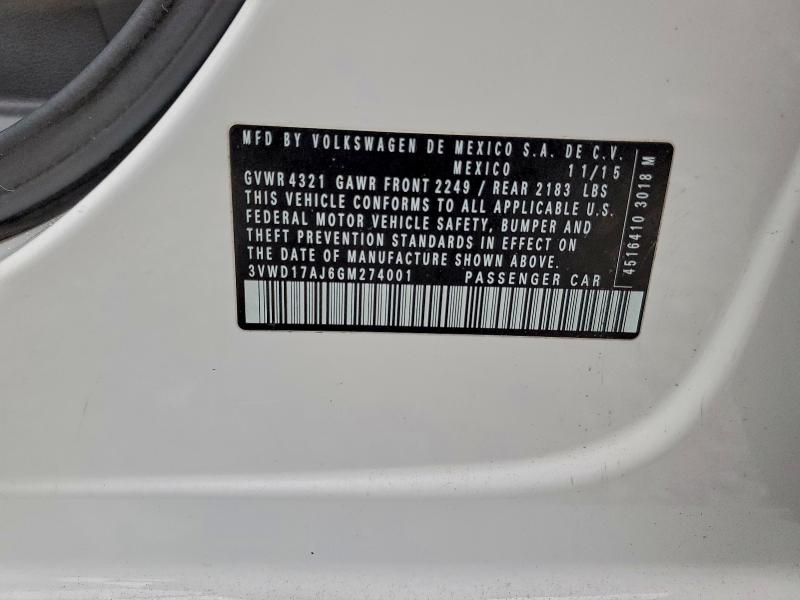 MFD BY VOLKSWAGEN DE MEXICO S.A. DE C.V.
MEXICO 11/15
GVWR 4321 GAWR FRONT 2249 / REAR 2183 LBS
THIS VEHICLE CONFORMS TO ALL APPLICABLE U.S.
FEDERAL MOTOR VEHICLE SAFETY, BUMPER AND
THEFT PREVENTION STANDARDS IN EFFECT ON
THE DATE OF MANUFACTURE SHOWN ABOVE.
3VWD17AJ6GM274001 PASSENGER CAR
4516410 3018 M